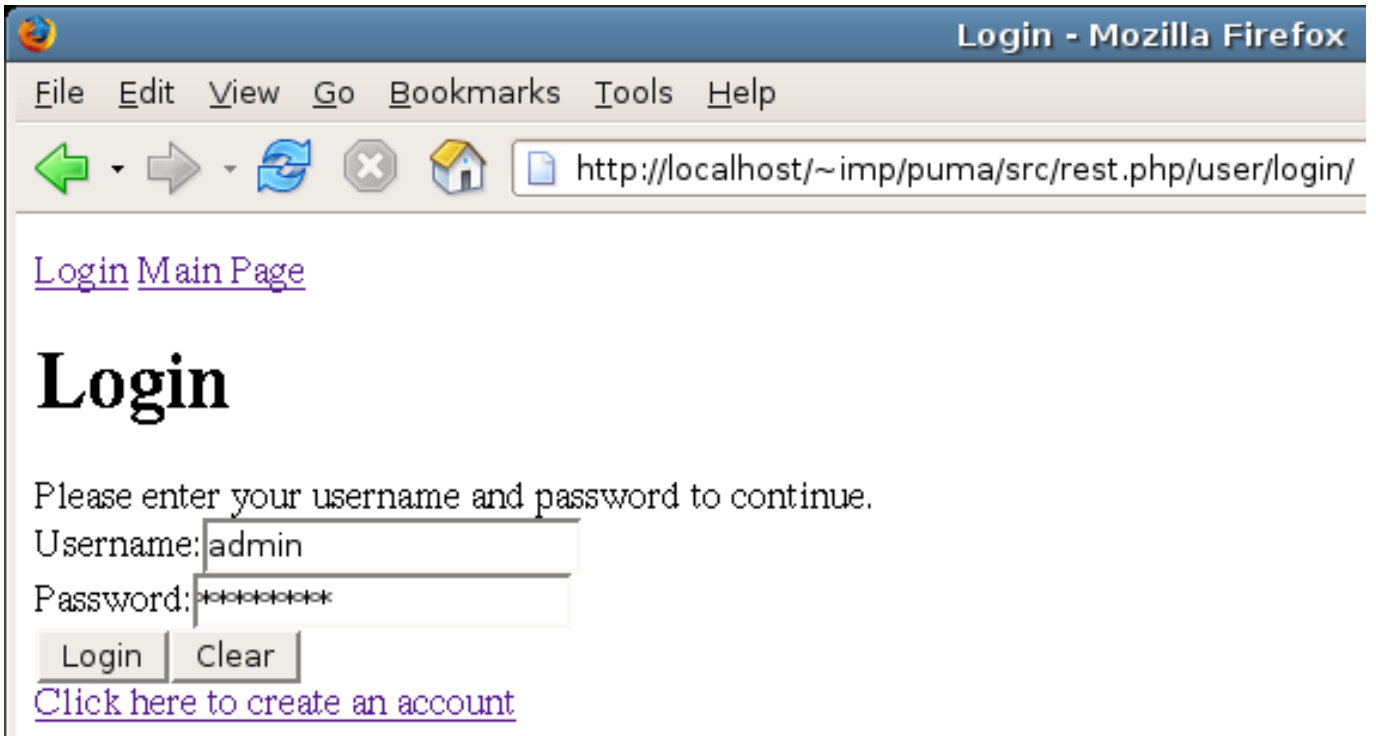 Login - Mozilla Firefox
File Edit View Go Bookmarks Tools Help
http://localhost/~imp/puma/src/rest.php/user/login/
Login Main Page
Login
Please enter your username and password to continue.
Username: admin
Password: **********
Login Clear
Click here to create an account